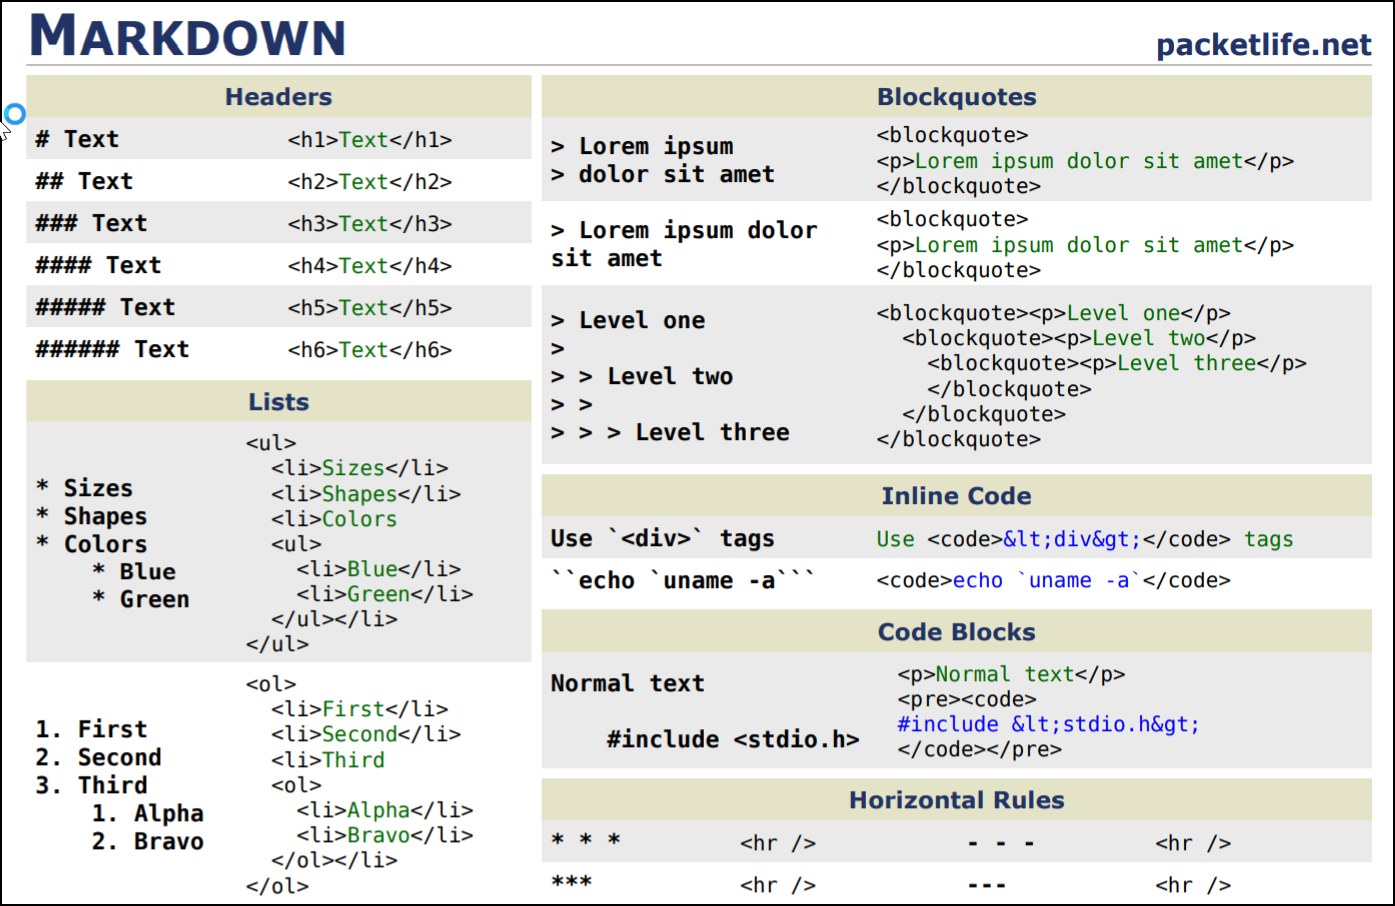 MARKDOWN
packetlife.net
Headers
# Text <h1>Text</h1>
## Text <h2>Text</h2>
### Text <h3>Text</h3>
#### Text <h4>Text</h4>
##### Text <h5>Text</h5>
###### Text <h6>Text</h6>
Lists
* Sizes
* Shapes
* Colors
    * Blue
    * Green
<ul>
  <li>Sizes</li>
  <li>Shapes</li>
  <li>Colors
  <ul>
    <li>Blue</li>
    <li>Green</li>
  </ul></li>
</ul>
1. First
2. Second
3. Third
    1. Alpha
    2. Bravo
<ol>
  <li>First</li>
  <li>Second</li>
  <li>Third
  <ol>
    <li>Alpha</li>
    <li>Bravo</li>
  </ol></li>
</ol>
Blockquotes
> Lorem ipsum
> dolor sit amet
<blockquote>
<p>Lorem ipsum dolor sit amet</p>
</blockquote>
> Lorem ipsum dolor
sit amet
<blockquote>
<p>Lorem ipsum dolor sit amet</p>
</blockquote>
> Level one
>
> > Level two
> >
> > > Level three
<blockquote><p>Level one</p>
  <blockquote><p>Level two</p>
    <blockquote><p>Level three</p>
    </blockquote>
  </blockquote>
</blockquote>
Inline Code
Use `<div>` tags Use <code>&lt;div&gt;</code> tags
``echo `uname -a``` <code>echo `uname -a`</code>
Code Blocks
Normal text

    #include <stdio.h>
<p>Normal text</p>
<pre><code>
#include &lt;stdio.h&gt;
</code></pre>
Horizontal Rules
* * * <hr /> - - - <hr />
*** <hr /> --- <hr />